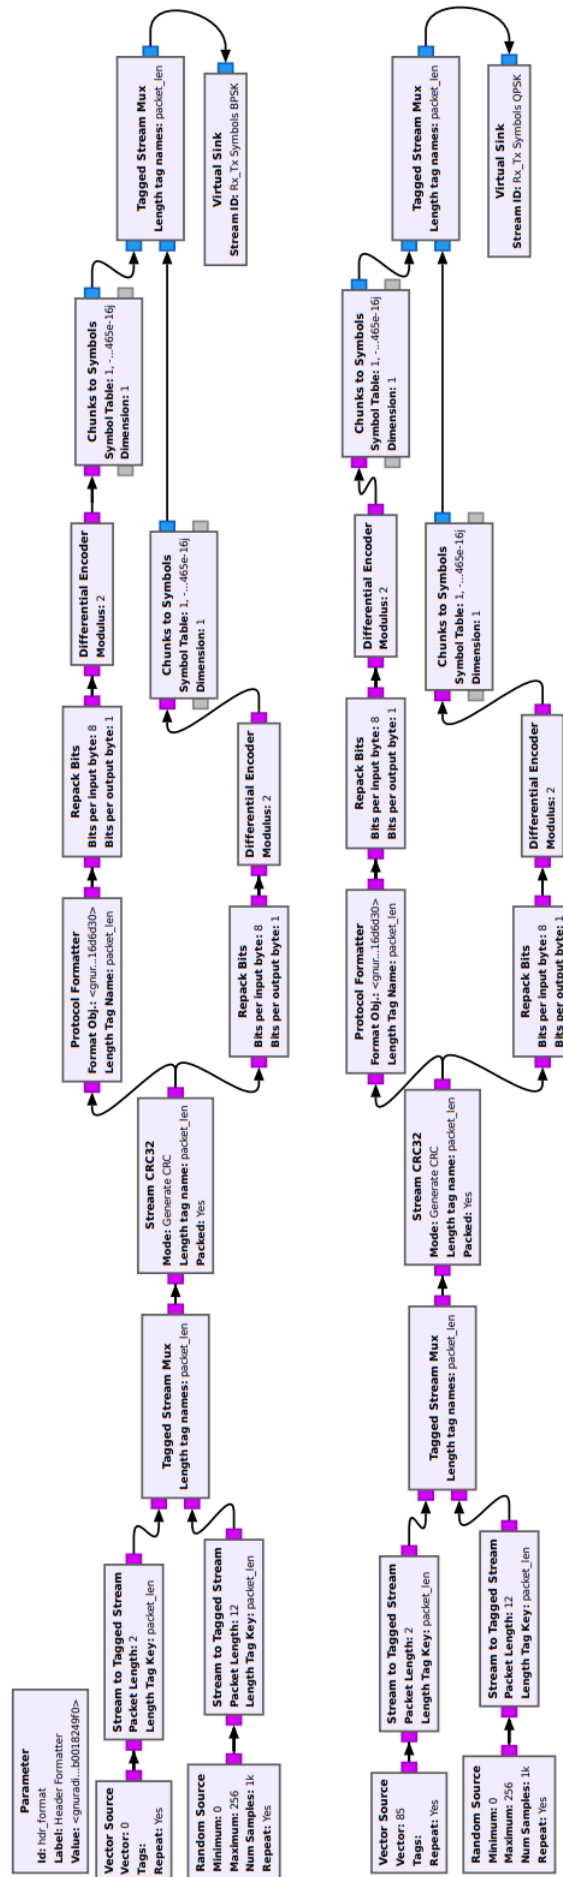 Parameter
Id: hdr_format
Label: Header Formatter
Value: <gnuradi...b0018249f0>
Vector Source
Vector: 0
Tags:
Repeat: Yes
Stream to Tagged Stream
Packet Length: 2
Length Tag Key: packet_len
Random Source
Minimum: 0
Maximum: 256
Num Samples: 1k
Repeat: Yes
Stream to Tagged Stream
Packet Length: 12
Length Tag Key: packet_len
Tagged Stream Mux
Length tag names: packet_len
Stream CRC32
Mode: Generate CRC
Length tag name: packet_len
Packed: Yes
Protocol Formatter
Format Obj.: <gnur...16d6d30>
Length Tag Name: packet_len
Repack Bits
Bits per input byte: 8
Bits per output byte: 1
Differential Encoder
Modulus: 2
Chunks to Symbols
Symbol Table: 1, -...465e-16j
Dimension: 1
Repack Bits
Bits per input byte: 8
Bits per output byte: 1
Differential Encoder
Modulus: 2
Chunks to Symbols
Symbol Table: 1, -...465e-16j
Dimension: 1
Tagged Stream Mux
Length tag names: packet_len
Virtual Sink
Stream ID: Rx_Tx Symbols BPSK
Vector Source
Vector: 85
Tags:
Repeat: Yes
Stream to Tagged Stream
Packet Length: 2
Length Tag Key: packet_len
Random Source
Minimum: 0
Maximum: 256
Num Samples: 1k
Repeat: Yes
Stream to Tagged Stream
Packet Length: 12
Length Tag Key: packet_len
Tagged Stream Mux
Length tag names: packet_len
Stream CRC32
Mode: Generate CRC
Length tag name: packet_len
Packed: Yes
Protocol Formatter
Format Obj.: <gnur...16d6d30>
Length Tag Name: packet_len
Repack Bits
Bits per input byte: 8
Bits per output byte: 1
Differential Encoder
Modulus: 2
Chunks to Symbols
Symbol Table: 1, -...465e-16j
Dimension: 1
Repack Bits
Bits per input byte: 8
Bits per output byte: 1
Differential Encoder
Modulus: 2
Chunks to Symbols
Symbol Table: 1, -...465e-16j
Dimension: 1
Tagged Stream Mux
Length tag names: packet_len
Virtual Sink
Stream ID: Rx_Tx Symbols QPSK